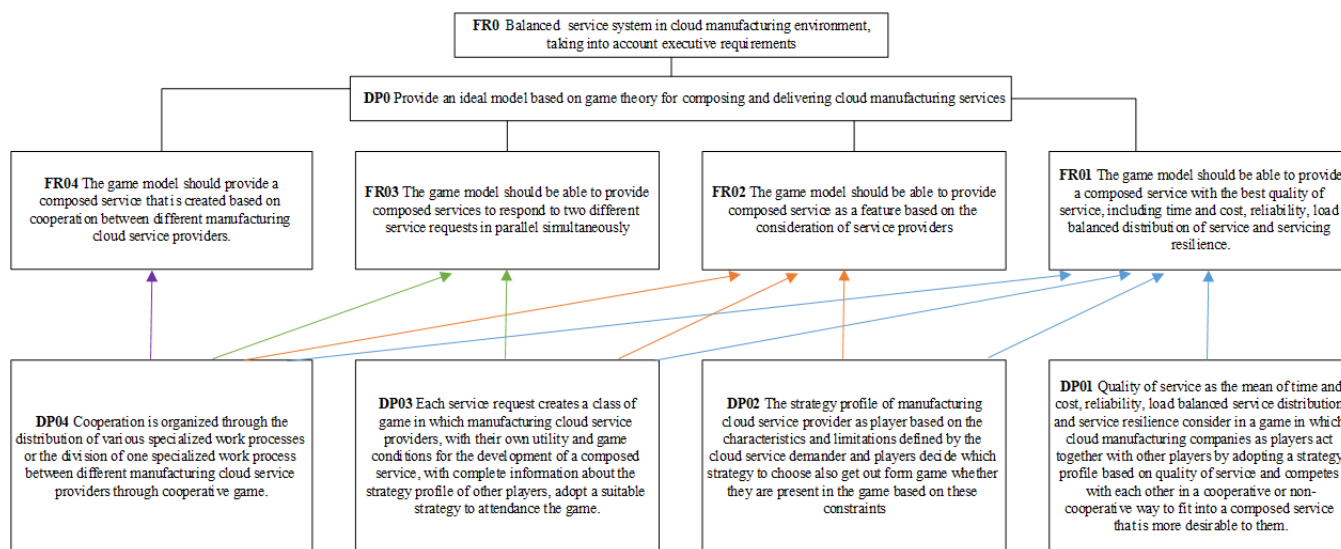 FR0 Balanced service system in cloud manufacturing environment,
taking into account executive requirements
DP0 Provide an ideal model based on game theory for composing and delivering cloud manufacturing services
FR04 The game model should provide a
composed service that is created based on
cooperation between different manufacturing
cloud service providers.
FR03 The game model should be able to provide
composed services to respond to two different
service requests in parallel simultaneously
FR02 The game model should be able to provide
composed service as a feature based on the
consideration of service providers
FR01 The game model should be able to provide
a composed service with the best quality of
service, including time and cost, reliability, load
balanced distribution of service and servicing
resilience.
DP04 Cooperation is organized through the
distribution of various specialized work processes
or the division of one specialized work process
between different manufacturing cloud service
providers through cooperative game.
DP03 Each service request creates a class of
game in which manufacturing cloud service
providers, with their own utility and game
conditions for the development of a composed
service, with complete information about the
strategy profile of other players, adopt a suitable
strategy to attendance the game.
DP02 The strategy profile of manufacturing
cloud service provider as player based on the
characteristics and limitations defined by the
cloud service demander and players decide which
strategy to choose also get out form game whether
they are present in the game based on these
constraints
DP01 Quality of service as the mean of time and
cost, reliability, load balanced service distribution
and service resilience consider in a game in which
cloud manufacturing companies as players act
together with other players by adopting a strategy
profile based on quality of service and competes
with each other in a cooperative or non-
cooperative way to fit into a composed service
that is more desirable to them.